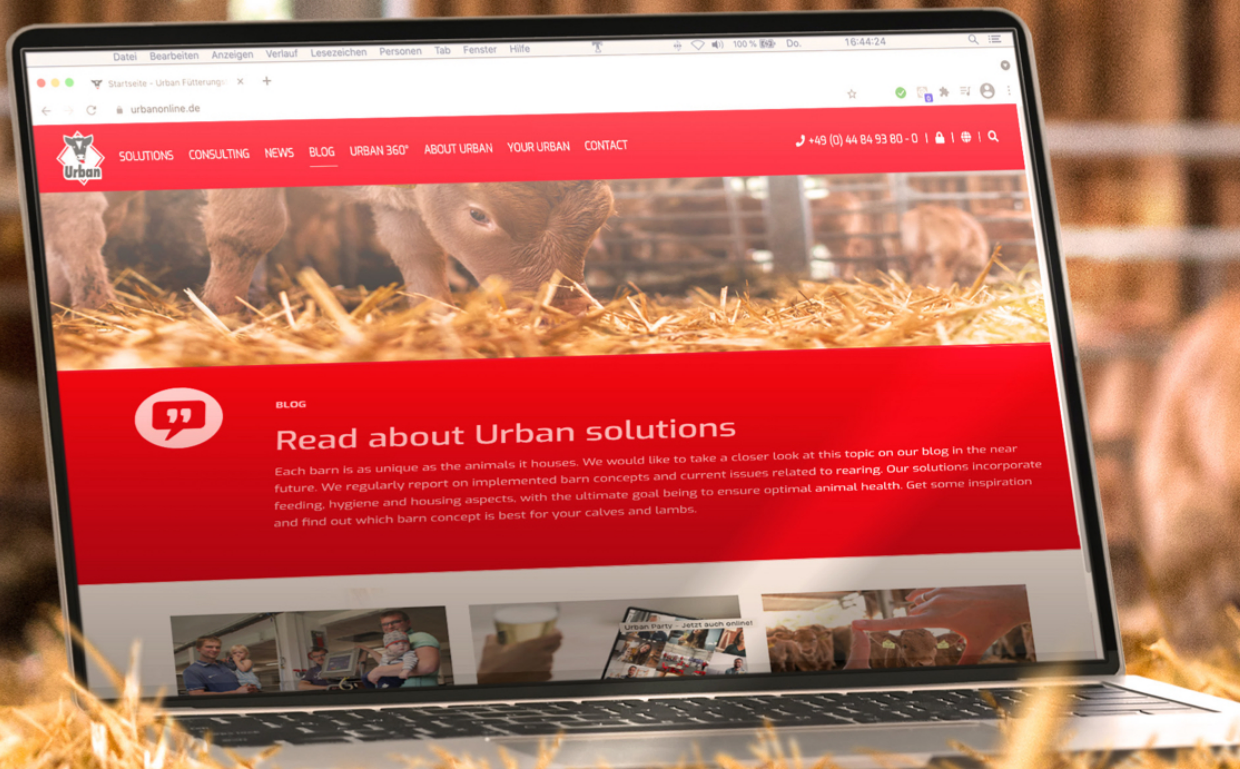 Datei Bearbeiten Anzeigen Verlauf Lesezeichen Personen Tab Fenster Hilfe 100 % Do. 16:44:24
Startseite - Urban Fütterungs
urbanonline.de
Urban
SOLUTIONS CONSULTING NEWS BLOG URBAN 360° ABOUT URBAN YOUR URBAN CONTACT +49 (0) 44 84 93 80 - 0
BLOG
Read about Urban solutions
Each barn is as unique as the animals it houses. We would like to take a closer look at this topic on our blog in the near
future. We regularly report on implemented barn concepts and current issues related to rearing. Our solutions incorporate
feeding, hygiene and housing aspects, with the ultimate goal being to ensure optimal animal health. Get some inspiration
and find out which barn concept is best for your calves and lambs.
Urban Party - Jetzt auch online!